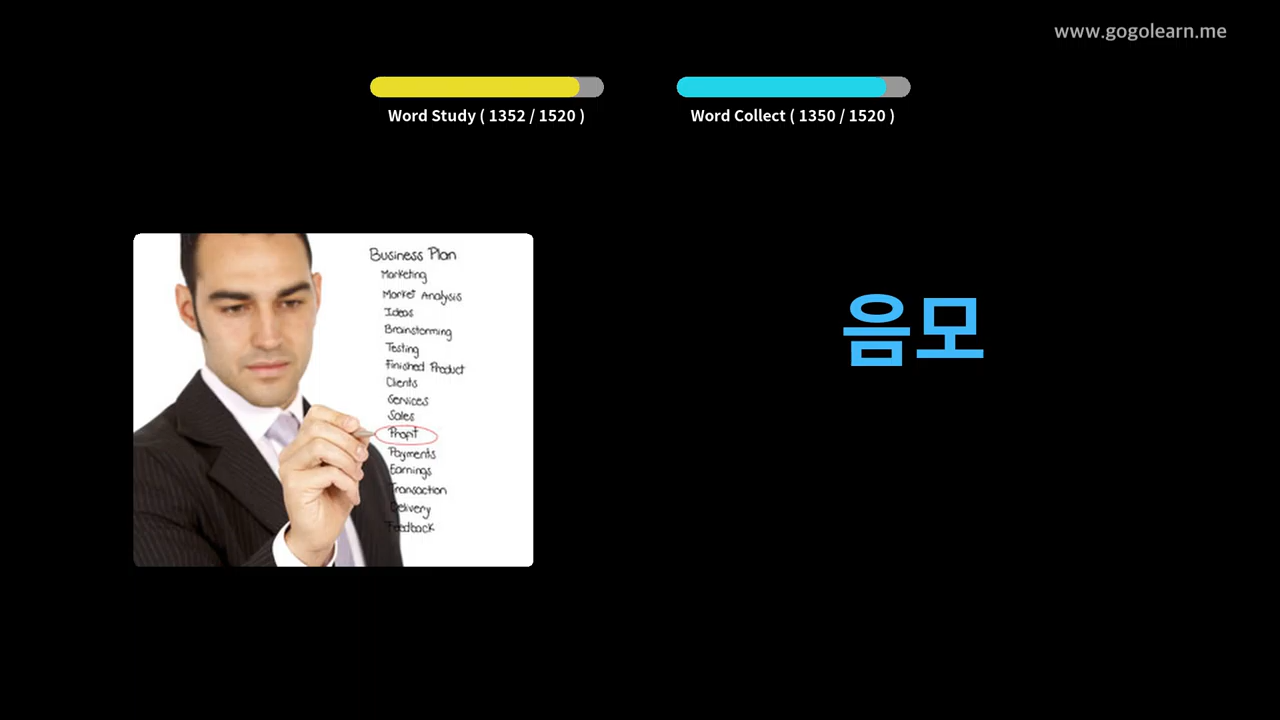 www.gogolearn.me
Word Study ( 1352 / 1520 )
Word Collect ( 1350 / 1520 )
Business Plan
Marketing
Market Analysis
Ideas
Brainstorming
Testing
Finished Product
Clients
Services
Sales
Profit
Payments
Earnings
Transaction
Delivery
Feedback
음모